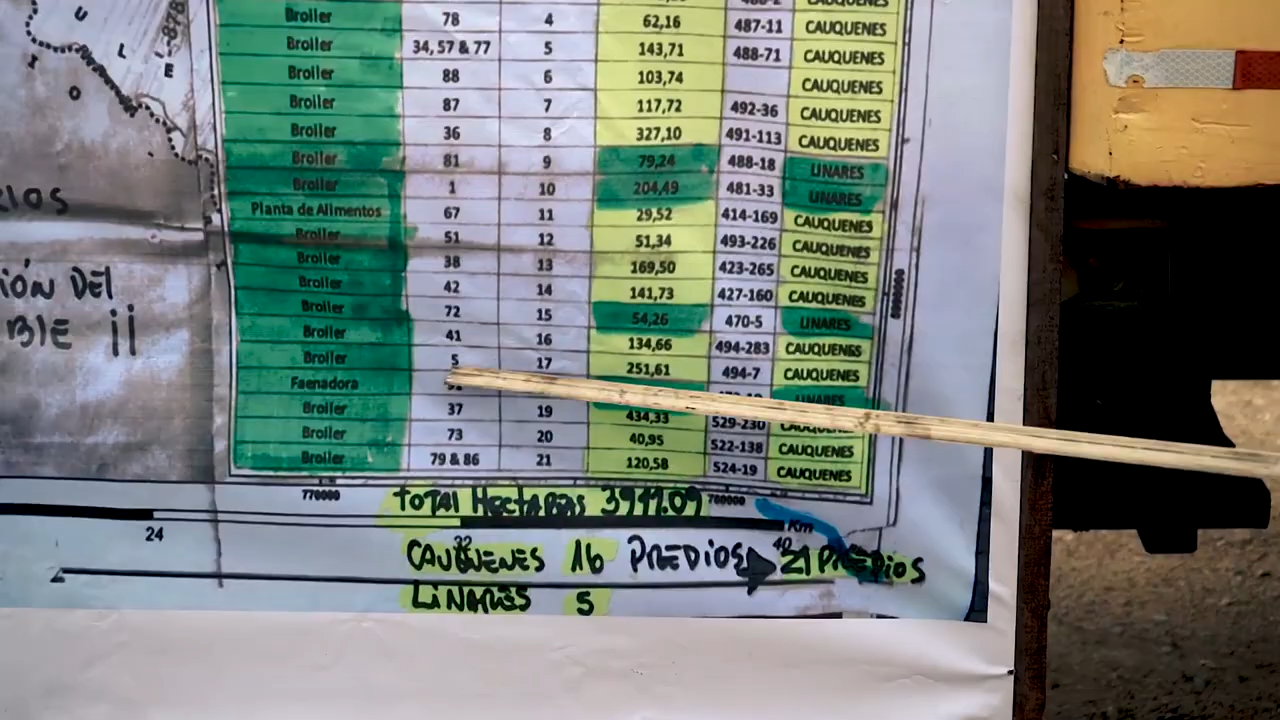 CAUQUENES
Broiler 78 4 62,16 487-11 CAUQUENES
Broiler 34, 57 & 77 5 143,71 488-71 CAUQUENES
Broiler 88 6 103,74 CAUQUENES
Broiler 87 7 117,72 492-36 CAUQUENES
Broiler 36 8 327,10 491-113 CAUQUENES
Broiler 81 9 79,24 488-18 LINARES
Broiler 1 10 204,49 481-33 LINARES
Planta de Alimentos 67 11 29,52 414-169 CAUQUENES
Broiler 51 12 51,34 493-226 CAUQUENES
Broiler 38 13 169,50 423-265 CAUQUENES
Broiler 42 14 141,73 427-160 CAUQUENES
Broiler 72 15 54,26 470-5 LINARES
Broiler 41 16 134,66 494-283 CAUQUENES
Broiler 5 17 251,61 494-7 CAUQUENES
Faenadora LINARES
Broiler 37 19 434,33 529-230 CAUQUENES
Broiler 73 20 40,95 522-138 CAUQUENES
Broiler 79 & 86 21 120,58 524-19 CAUQUENES
770000 780000
TOTAL HECTAREAS
24 32 40 Km
CAUQUENES 16 PREDIOS 21 PREDIOS
LINARES 5
IÓN DEL
BLE ¡¡